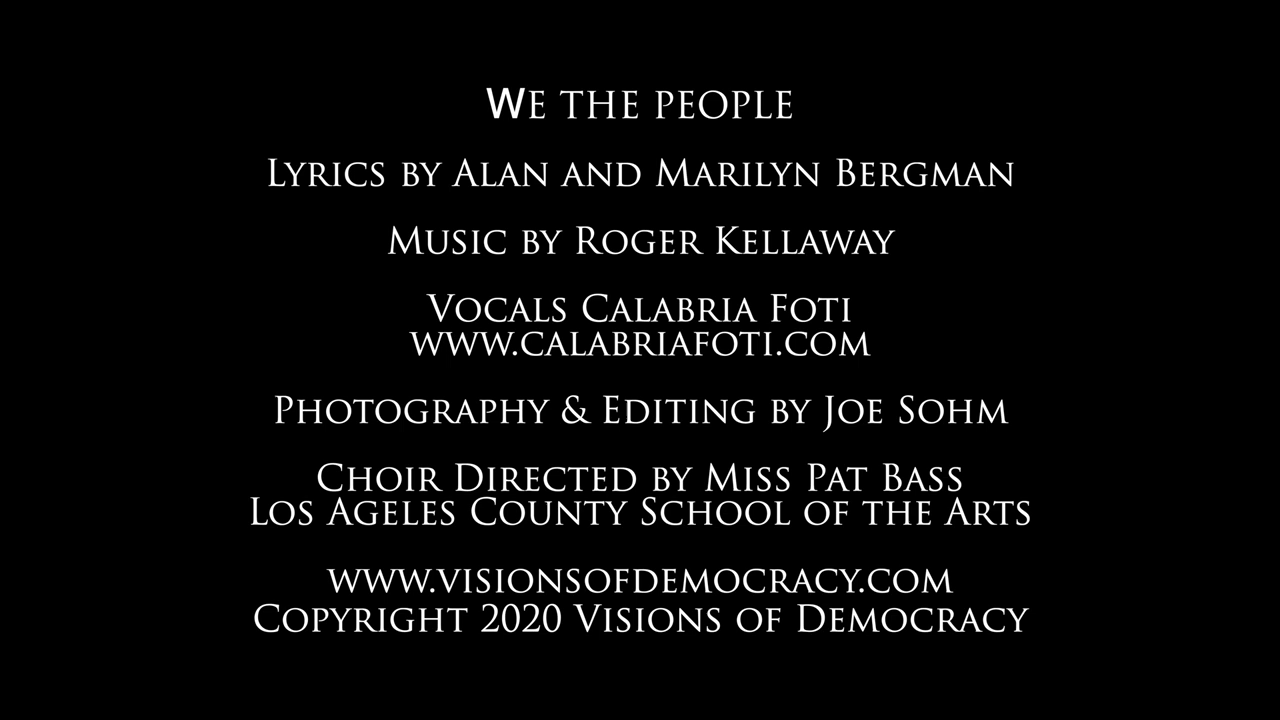 WE THE PEOPLE
LYRICS BY ALAN AND MARILYN BERGMAN
MUSIC BY ROGER KELLAWAY
VOCALS CALABRIA FOTI
WWW.CALABRIAFOTI.COM
PHOTOGRAPHY & EDITING BY JOE SOHM
CHOIR DIRECTED BY MISS PAT BASS
LOS AGELES COUNTY SCHOOL OF THE ARTS
WWW.VISIONSOFDEMOCRACY.COM
COPYRIGHT 2020 VISIONS OF DEMOCRACY